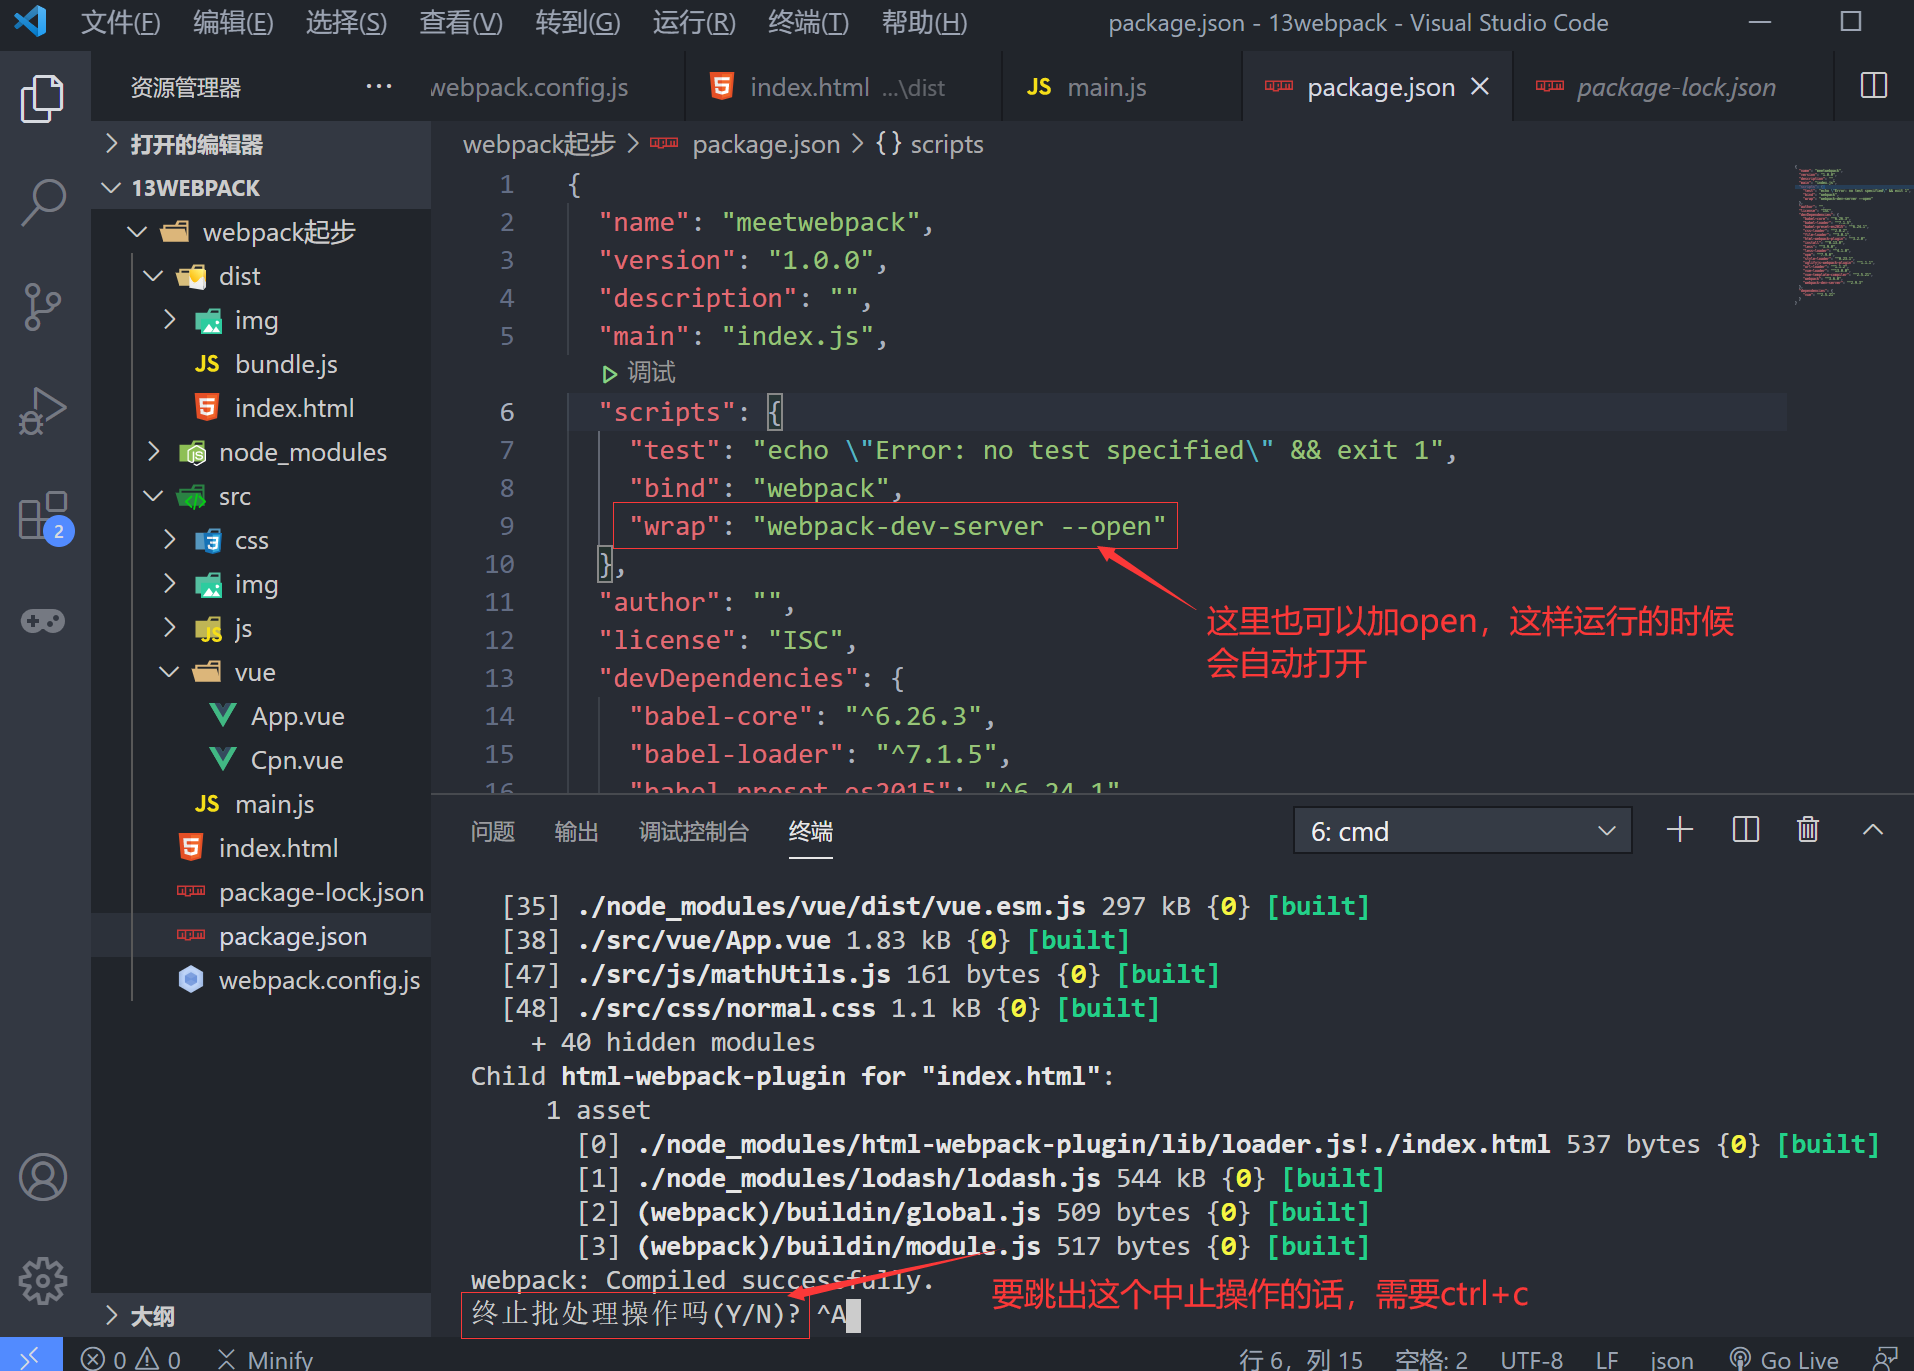 文件(F) 编辑(E) 选择(S) 查看(V) 转到(G) 运行(R) 终端(T) 帮助(H) package.json - 13webpack - Visual Studio Code
资源管理器 ···
webpack.config.js index.html ...\dist JS main.js package.json package-lock.json
打开的编辑器
13WEBPACK
webpack起步
dist
img
JS bundle.js
index.html
node_modules
src
css
img
js
vue
App.vue
Cpn.vue
JS main.js
index.html
package-lock.json
package.json
webpack.config.js
大纲
2
webpack起步 > package.json > {} scripts
1 {
2 "name": "meetwebpack",
3 "version": "1.0.0",
4 "description": "",
5 "main": "index.js",
调试
6 "scripts": {
7 "test": "echo \"Error: no test specified\" && exit 1",
8 "bind": "webpack",
9 "wrap": "webpack-dev-server --open"
10 },
11 "author": "",
12 "license": "ISC",
13 "devDependencies": {
14 "babel-core": "^6.26.3",
15 "babel-loader": "^7.1.5",
16 "babel-preset-es2015": "^6.24.1"
这里也可以加open，这样运行的时候
会自动打开
问题 输出 调试控制台 终端 6: cmd
[35] ./node_modules/vue/dist/vue.esm.js 297 kB {0} [built]
[38] ./src/vue/App.vue 1.83 kB {0} [built]
[47] ./src/js/mathUtils.js 161 bytes {0} [built]
[48] ./src/css/normal.css 1.1 kB {0} [built]
+ 40 hidden modules
Child html-webpack-plugin for "index.html":
1 asset
[0] ./node_modules/html-webpack-plugin/lib/loader.js!./index.html 537 bytes {0} [built]
[1] ./node_modules/lodash/lodash.js 544 kB {0} [built]
[2] (webpack)/buildin/global.js 509 bytes {0} [built]
[3] (webpack)/buildin/module.js 517 bytes {0} [built]
webpack: Compiled successfully.
终止批处理操作吗(Y/N)? ^A
要跳出这个中止操作的话，需要ctrl+c
0 0 Minify 行 6，列 15 空格: 2 UTF-8 LF json Go Live